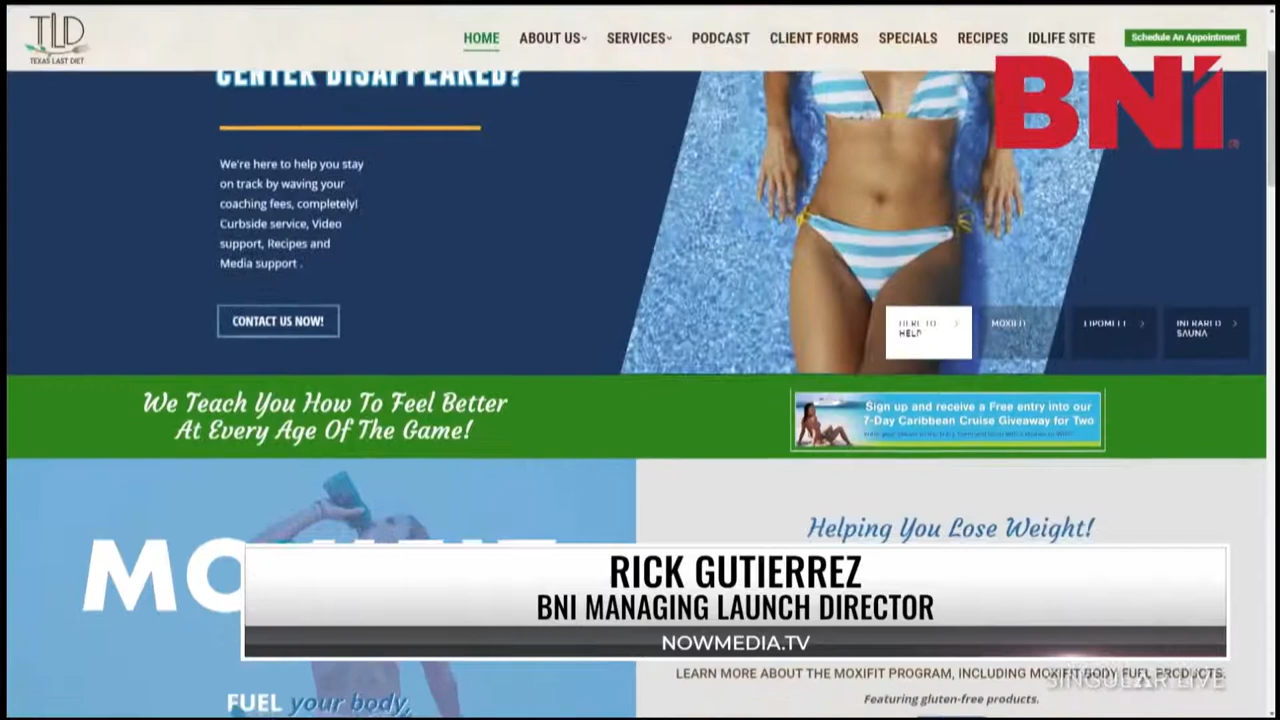 TLD
TEXAS LAST DIET
HOME
ABOUT US
SERVICES
PODCAST
CLIENT FORMS
SPECIALS
RECIPES
IDLIFE SITE
Schedule An Appointment
BNI
CENTER DISAPPEARED?
We're here to help you stay
on track by waving your
coaching fees, completely!
Curbside service, Video
support, Recipes and
Media support .
CONTACT US NOW!
HERE TO
HELP
MOXIFIT
LIPOMELT
INFRARED
SAUNA
We Teach You How To Feel Better
At Every Age Of The Game!
Sign up and receive a Free entry into our
7-Day Caribbean Cruise Giveaway for Two
Helping You Lose Weight!
RICK GUTIERREZ
BNI MANAGING LAUNCH DIRECTOR
NOWMEDIA.TV
LEARN MORE ABOUT THE MOXIFIT PROGRAM, INCLUDING MOXIFIT BODY FUEL PRODUCTS.
SINGULAR LIVE
Featuring gluten-free products.
FUEL your body,